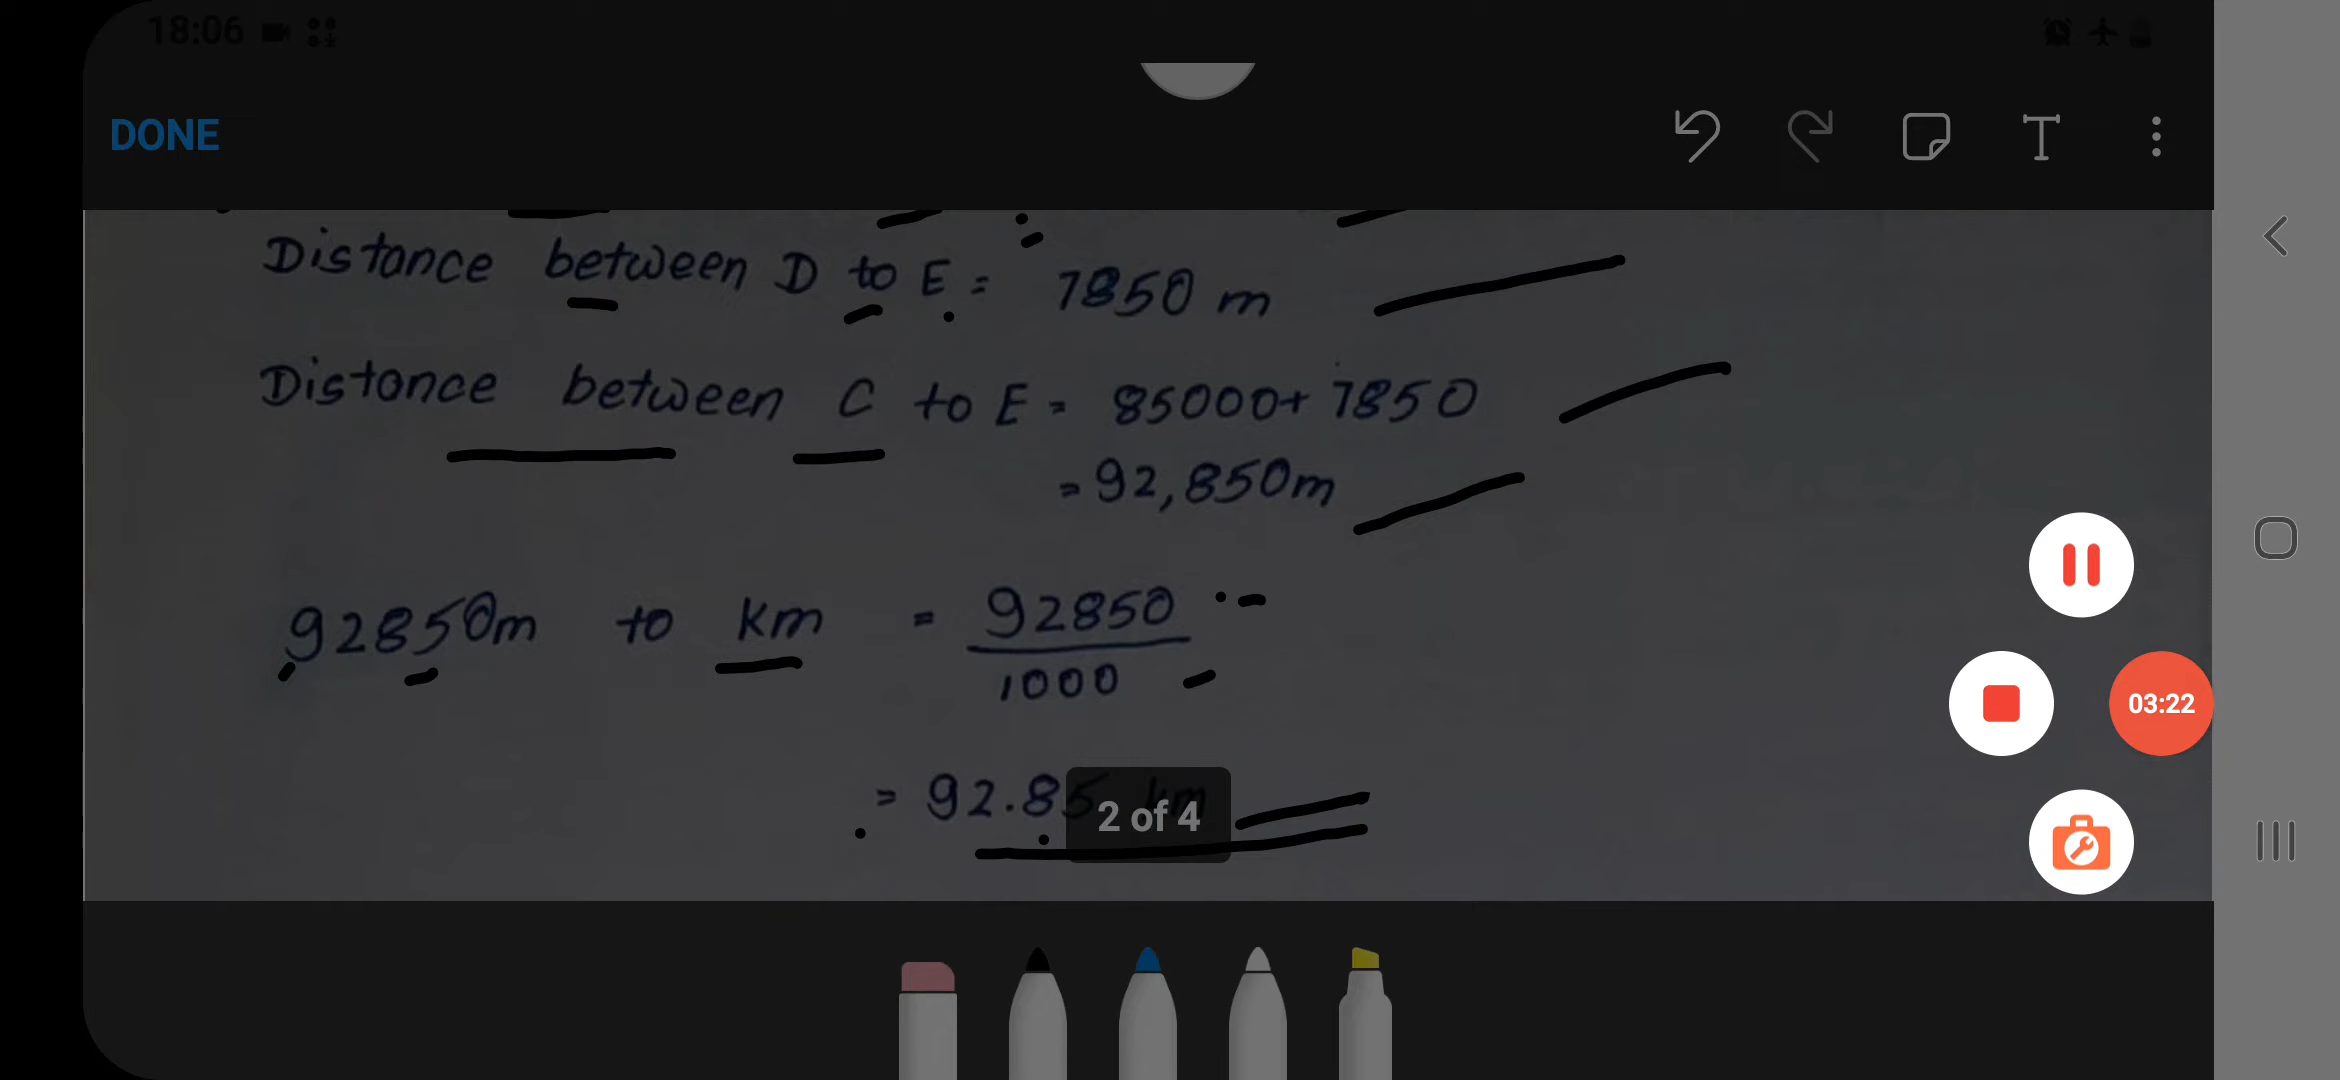 18:06
DONE
Distance between D to E = 7850 m
Distance between C to E = 85000+ 7850
= 92,850m
92850m to km = 92850
1000
= 92.85 km
2 of 4
03:22